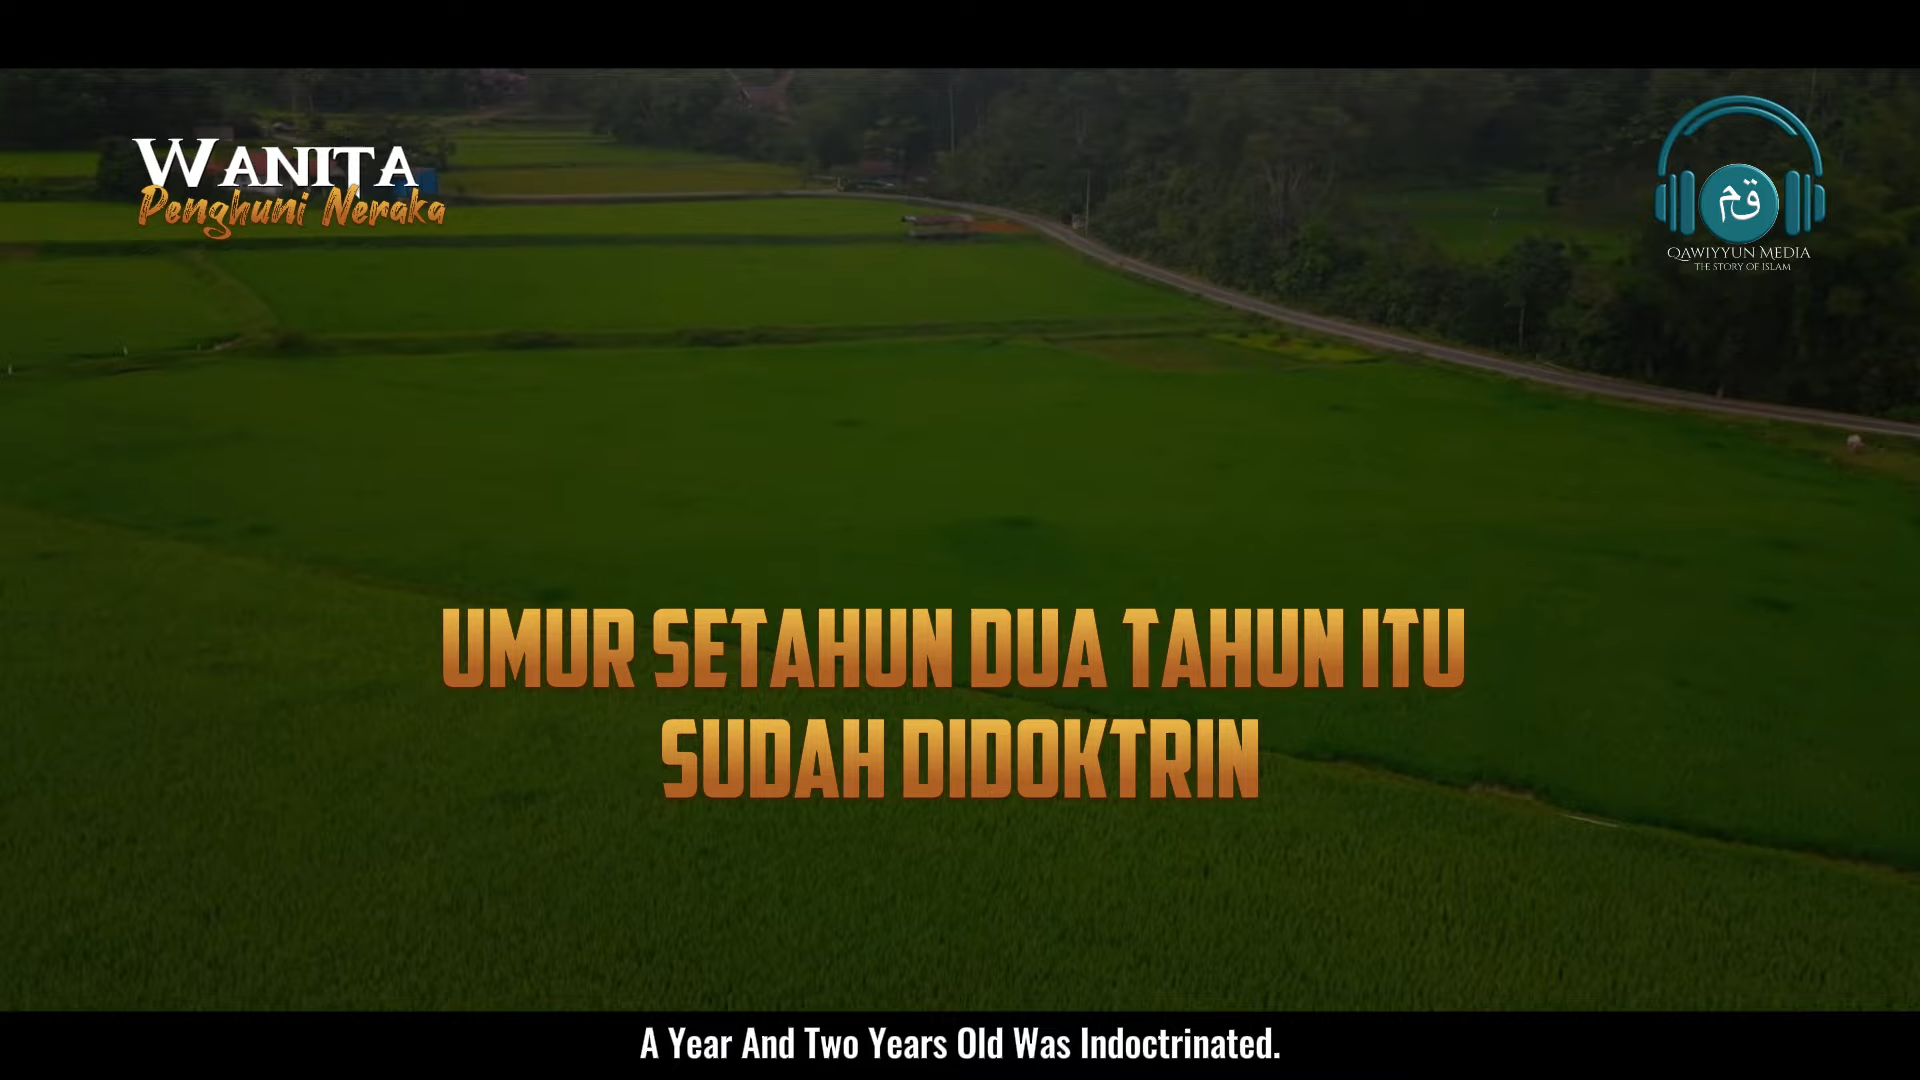 WANITA
Penghuni Neraka
قم
QAWIYYUN MEDIA
THE STORY OF ISLAM
UMUR SETAHUN DUA TAHUN ITU
SUDAH DIDOKTRIN
A Year And Two Years Old Was Indoctrinated.